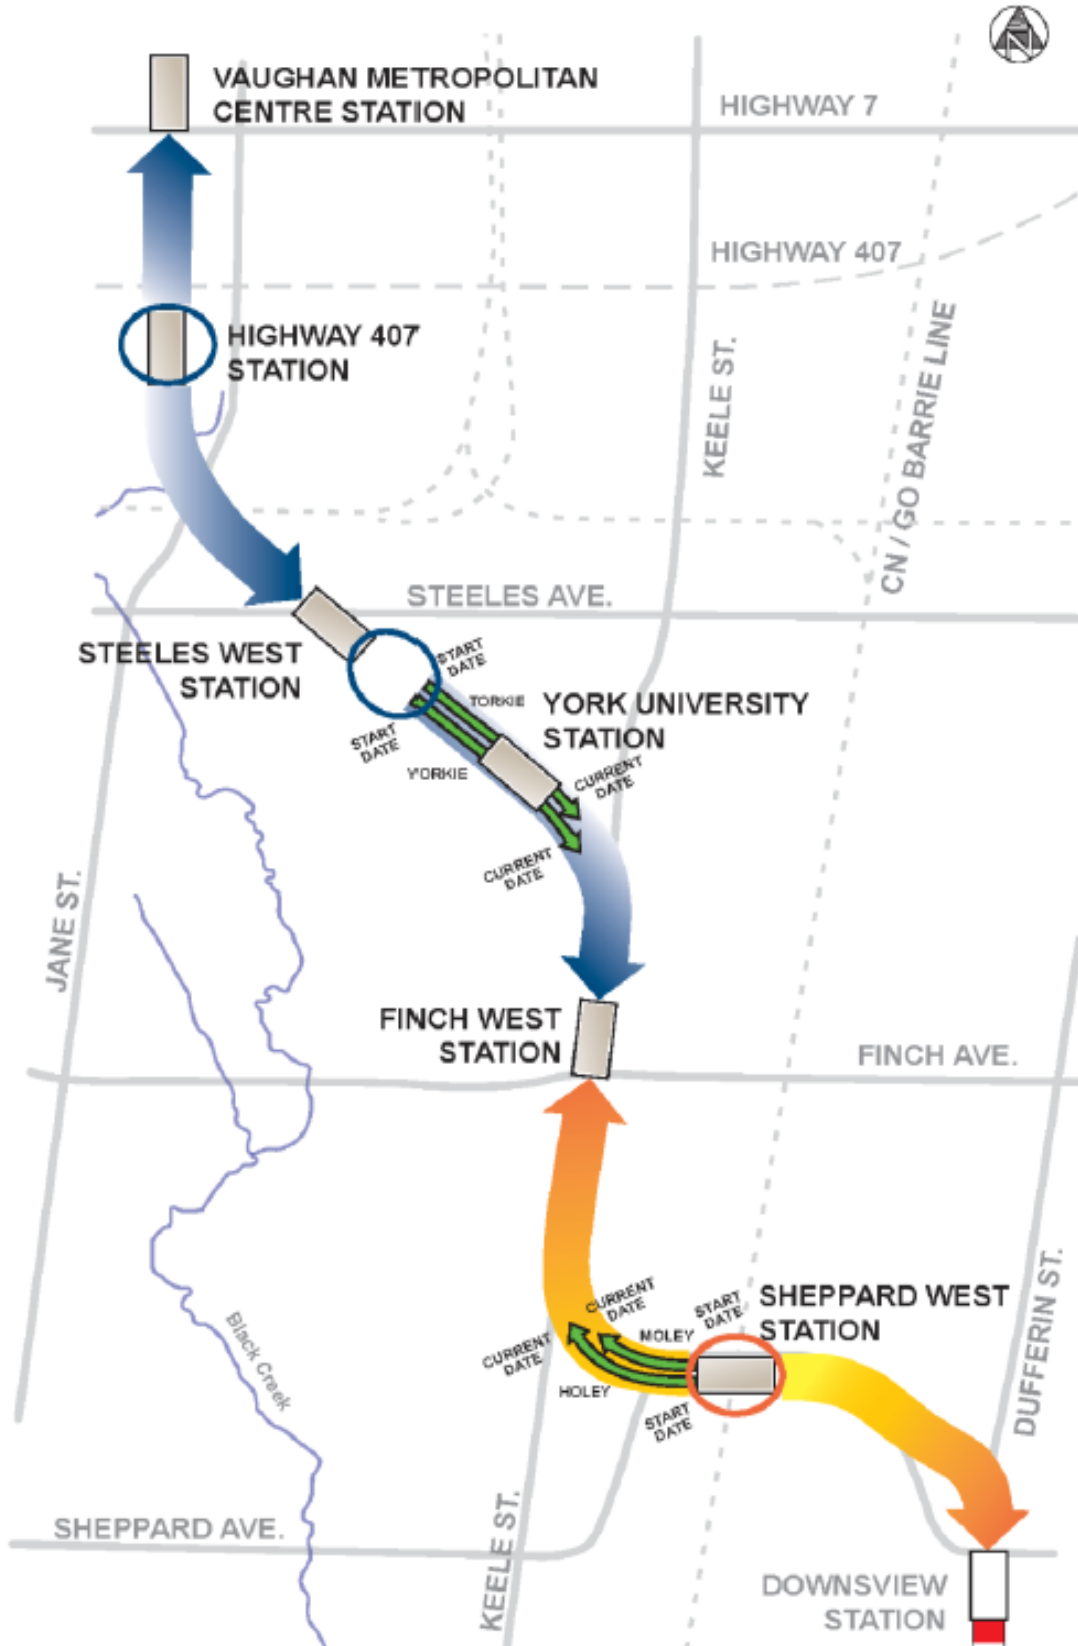 N
VAUGHAN METROPOLITAN
CENTRE STATION
HIGHWAY 7
HIGHWAY 407
HIGHWAY 407
STATION
KEELE ST.
CN / GO BARRIE LINE
STEELES AVE.
STEELES WEST
STATION
START
DATE
TORKIE
YORK UNIVERSITY
STATION
START
DATE
YORKIE
CURRENT
DATE
CURRENT
DATE
JANE ST.
FINCH WEST
STATION
FINCH AVE.
CURRENT
DATE
START
DATE
SHEPPARD WEST
STATION
MOLEY
CURRENT
DATE
HOLEY
START
DATE
Black Creek
DUFFERIN ST.
SHEPPARD AVE.
KEELE ST.
DOWNSVIEW
STATION